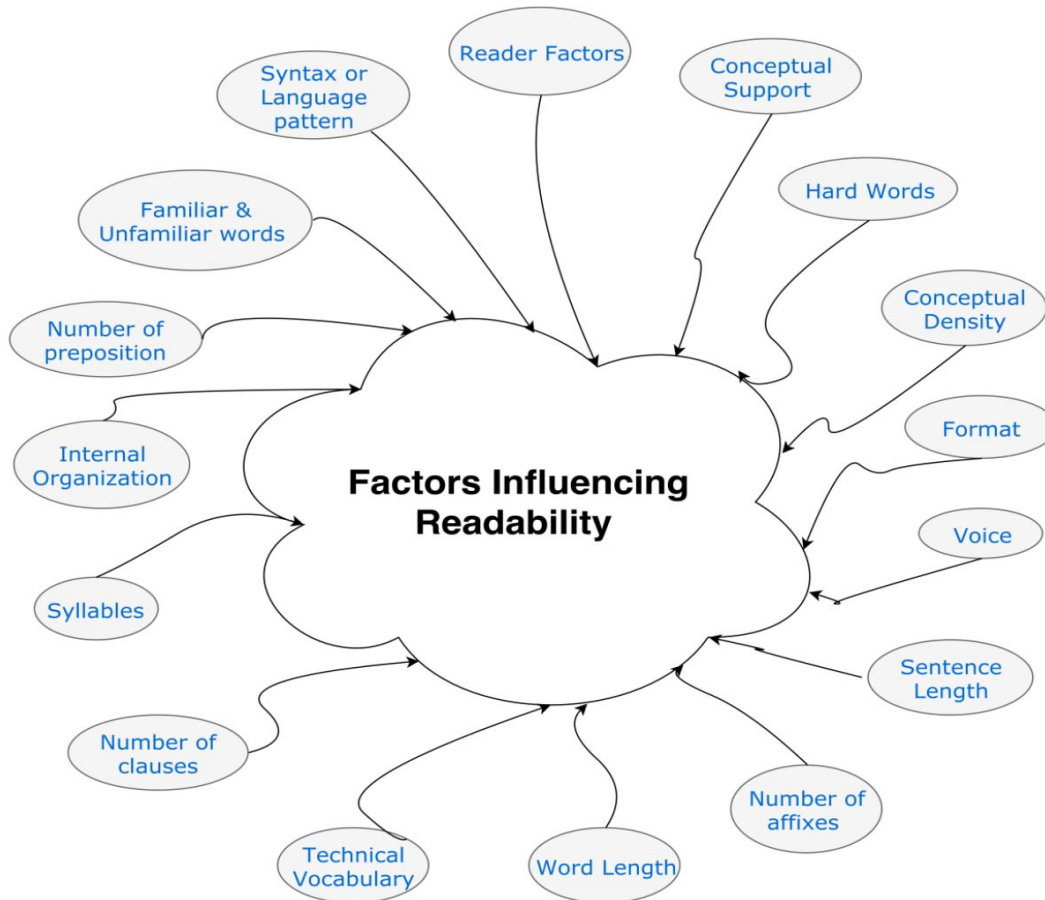 Reader Factors
Conceptual
Support
Syntax or
Language
pattern
Hard Words
Familiar &
Unfamiliar words
Conceptual
Density
Number of
preposition
Format
Internal
Organization
Factors Influencing
Readability
Voice
Syllables
Sentence
Length
Number of
clauses
Number of
affixes
Technical
Vocabulary
Word Length